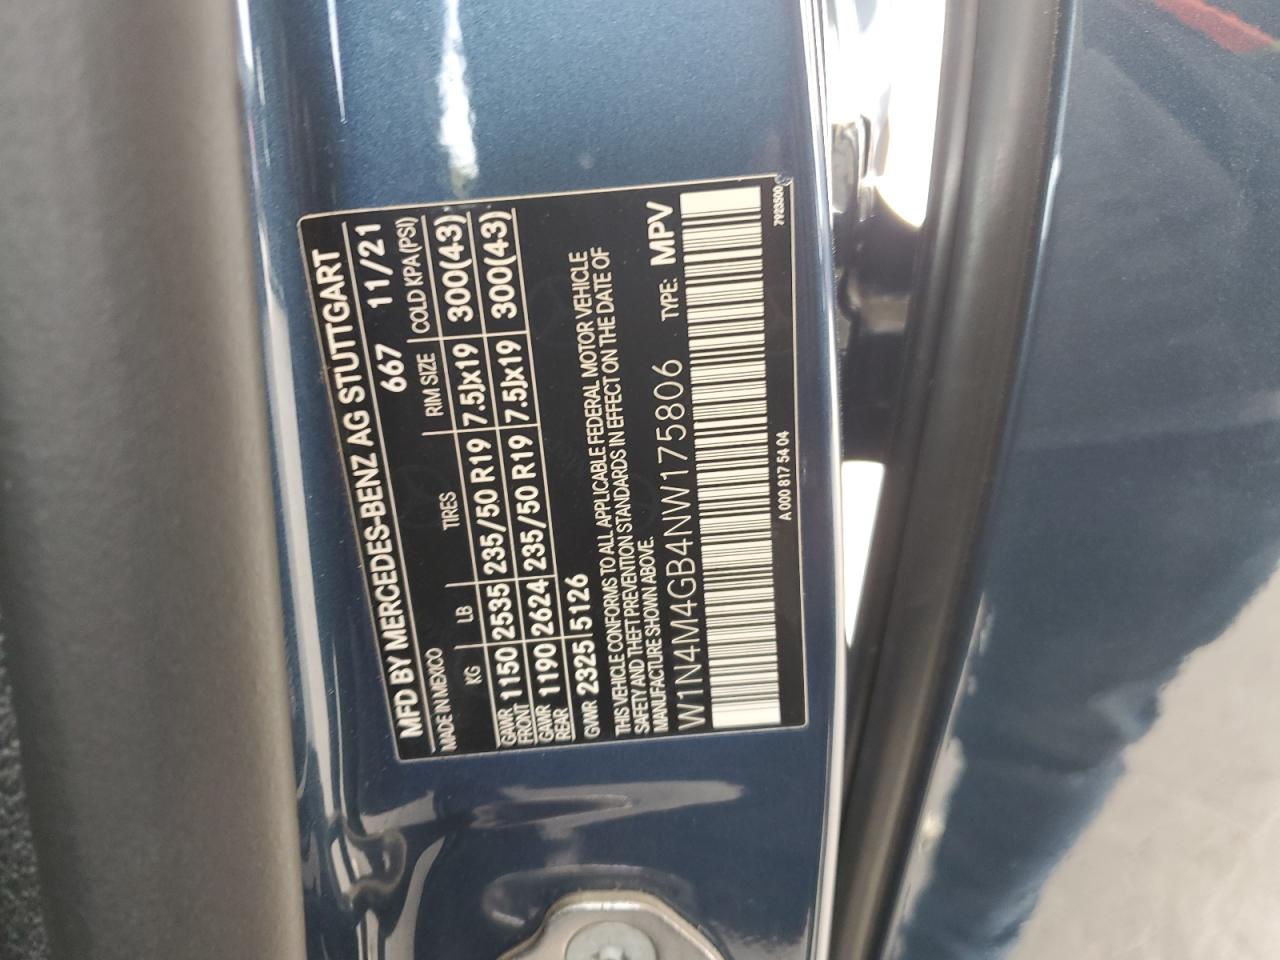 MFD BY MERCEDES-BENZ AG STUTTGART
MADE IN MEXICO 667 11/21
KG LB TIRES RIM SIZE COLD KPA (PSI)
GAWR FRONT 1150 2535 235/50 R19 7.5Jx19 300(43)
GAWR REAR 1190 2624 235/50 R19 7.5Jx19 300(43)
GVWR 2325 5126
THIS VEHICLE CONFORMS TO ALL APPLICABLE FEDERAL MOTOR VEHICLE
SAFETY AND THEFT PREVENTION STANDARDS IN EFFECT ON THE DATE OF
MANUFACTURE SHOWN ABOVE.
W1N4M4GB4NW175806 TYPE: MPV
A 000 817 54 04 7923500